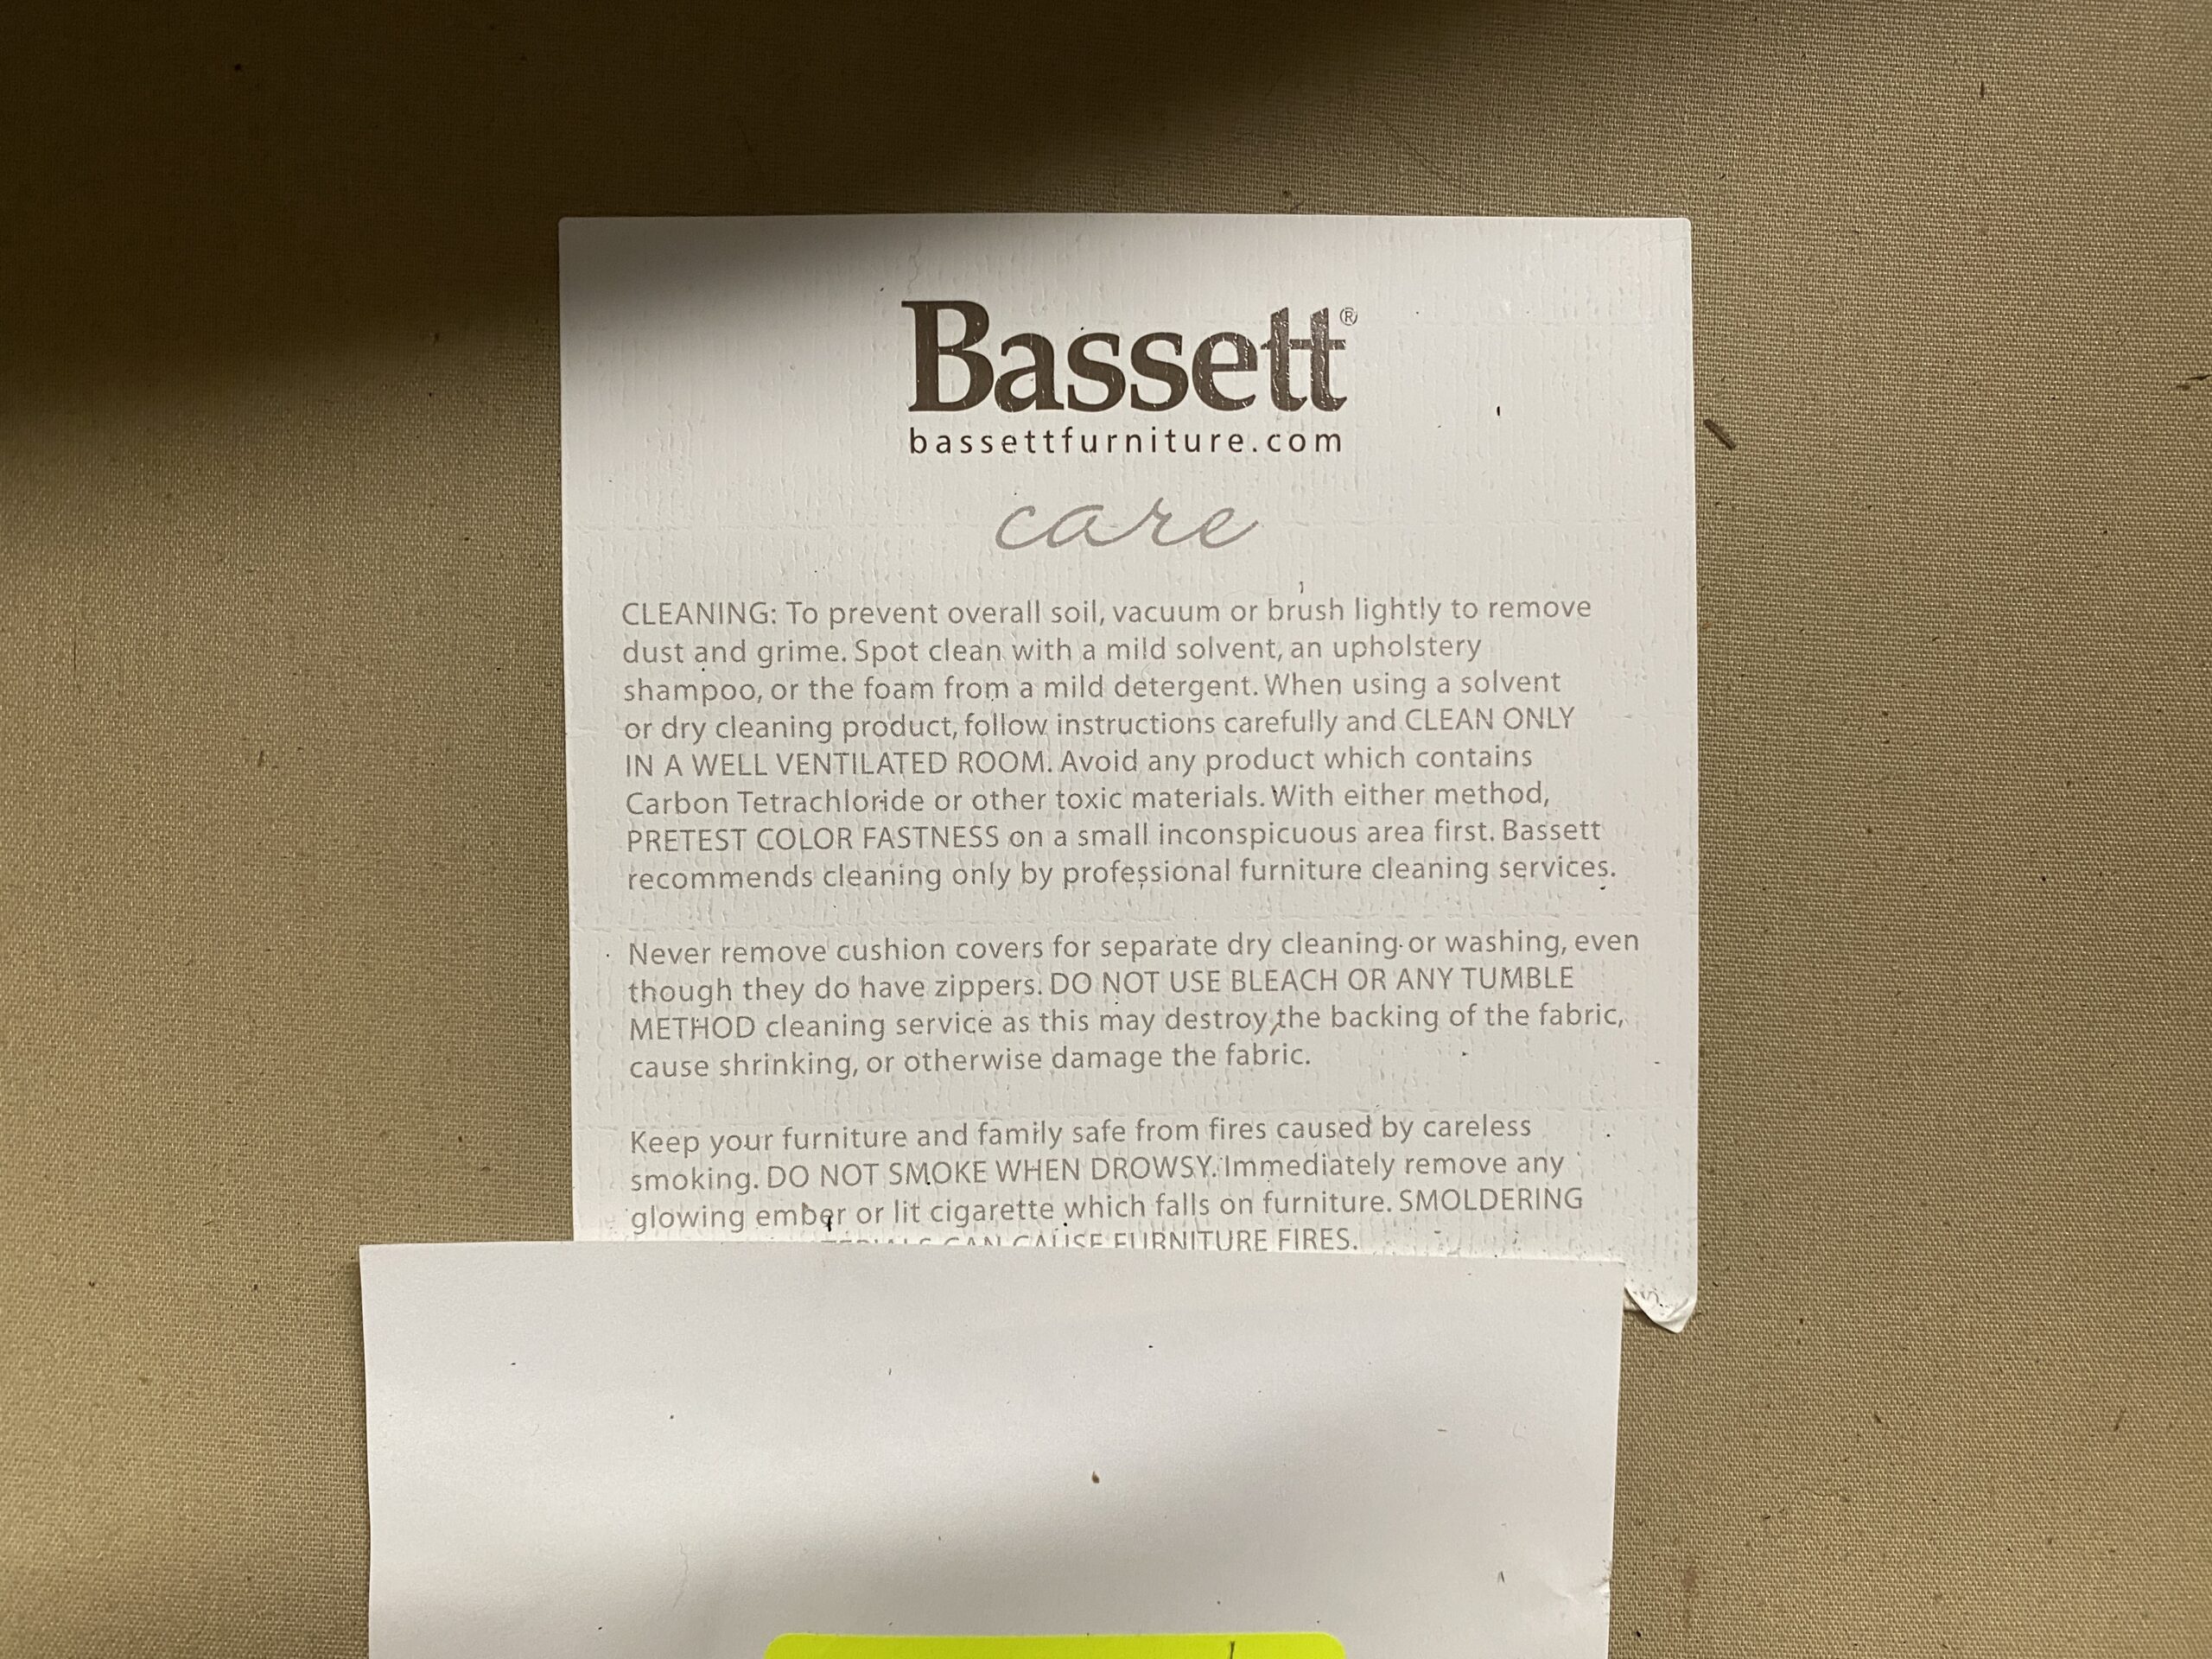 Bassett®
bassettfurniture.com
care
CLEANING: To prevent overall soil, vacuum or brush lightly to remove
dust and grime. Spot clean with a mild solvent, an upholstery
shampoo, or the foam from a mild detergent. When using a solvent
or dry cleaning product, follow instructions carefully and CLEAN ONLY
IN A WELL VENTILATED ROOM. Avoid any product which contains
Carbon Tetrachloride or other toxic materials. With either method,
PRETEST COLOR FASTNESS on a small inconspicuous area first. Bassett
recommends cleaning only by professional furniture cleaning services.
Never remove cushion covers for separate dry cleaning or washing, even
though they do have zippers. DO NOT USE BLEACH OR ANY TUMBLE
METHOD cleaning service as this may destroy the backing of the fabric,
cause shrinking, or otherwise damage the fabric.
Keep your furniture and family safe from fires caused by careless
smoking. DO NOT SMOKE WHEN DROWSY. Immediately remove any
glowing ember or lit cigarette which falls on furniture. SMOLDERING
CAN CAUSE FURNITURE FIRES.